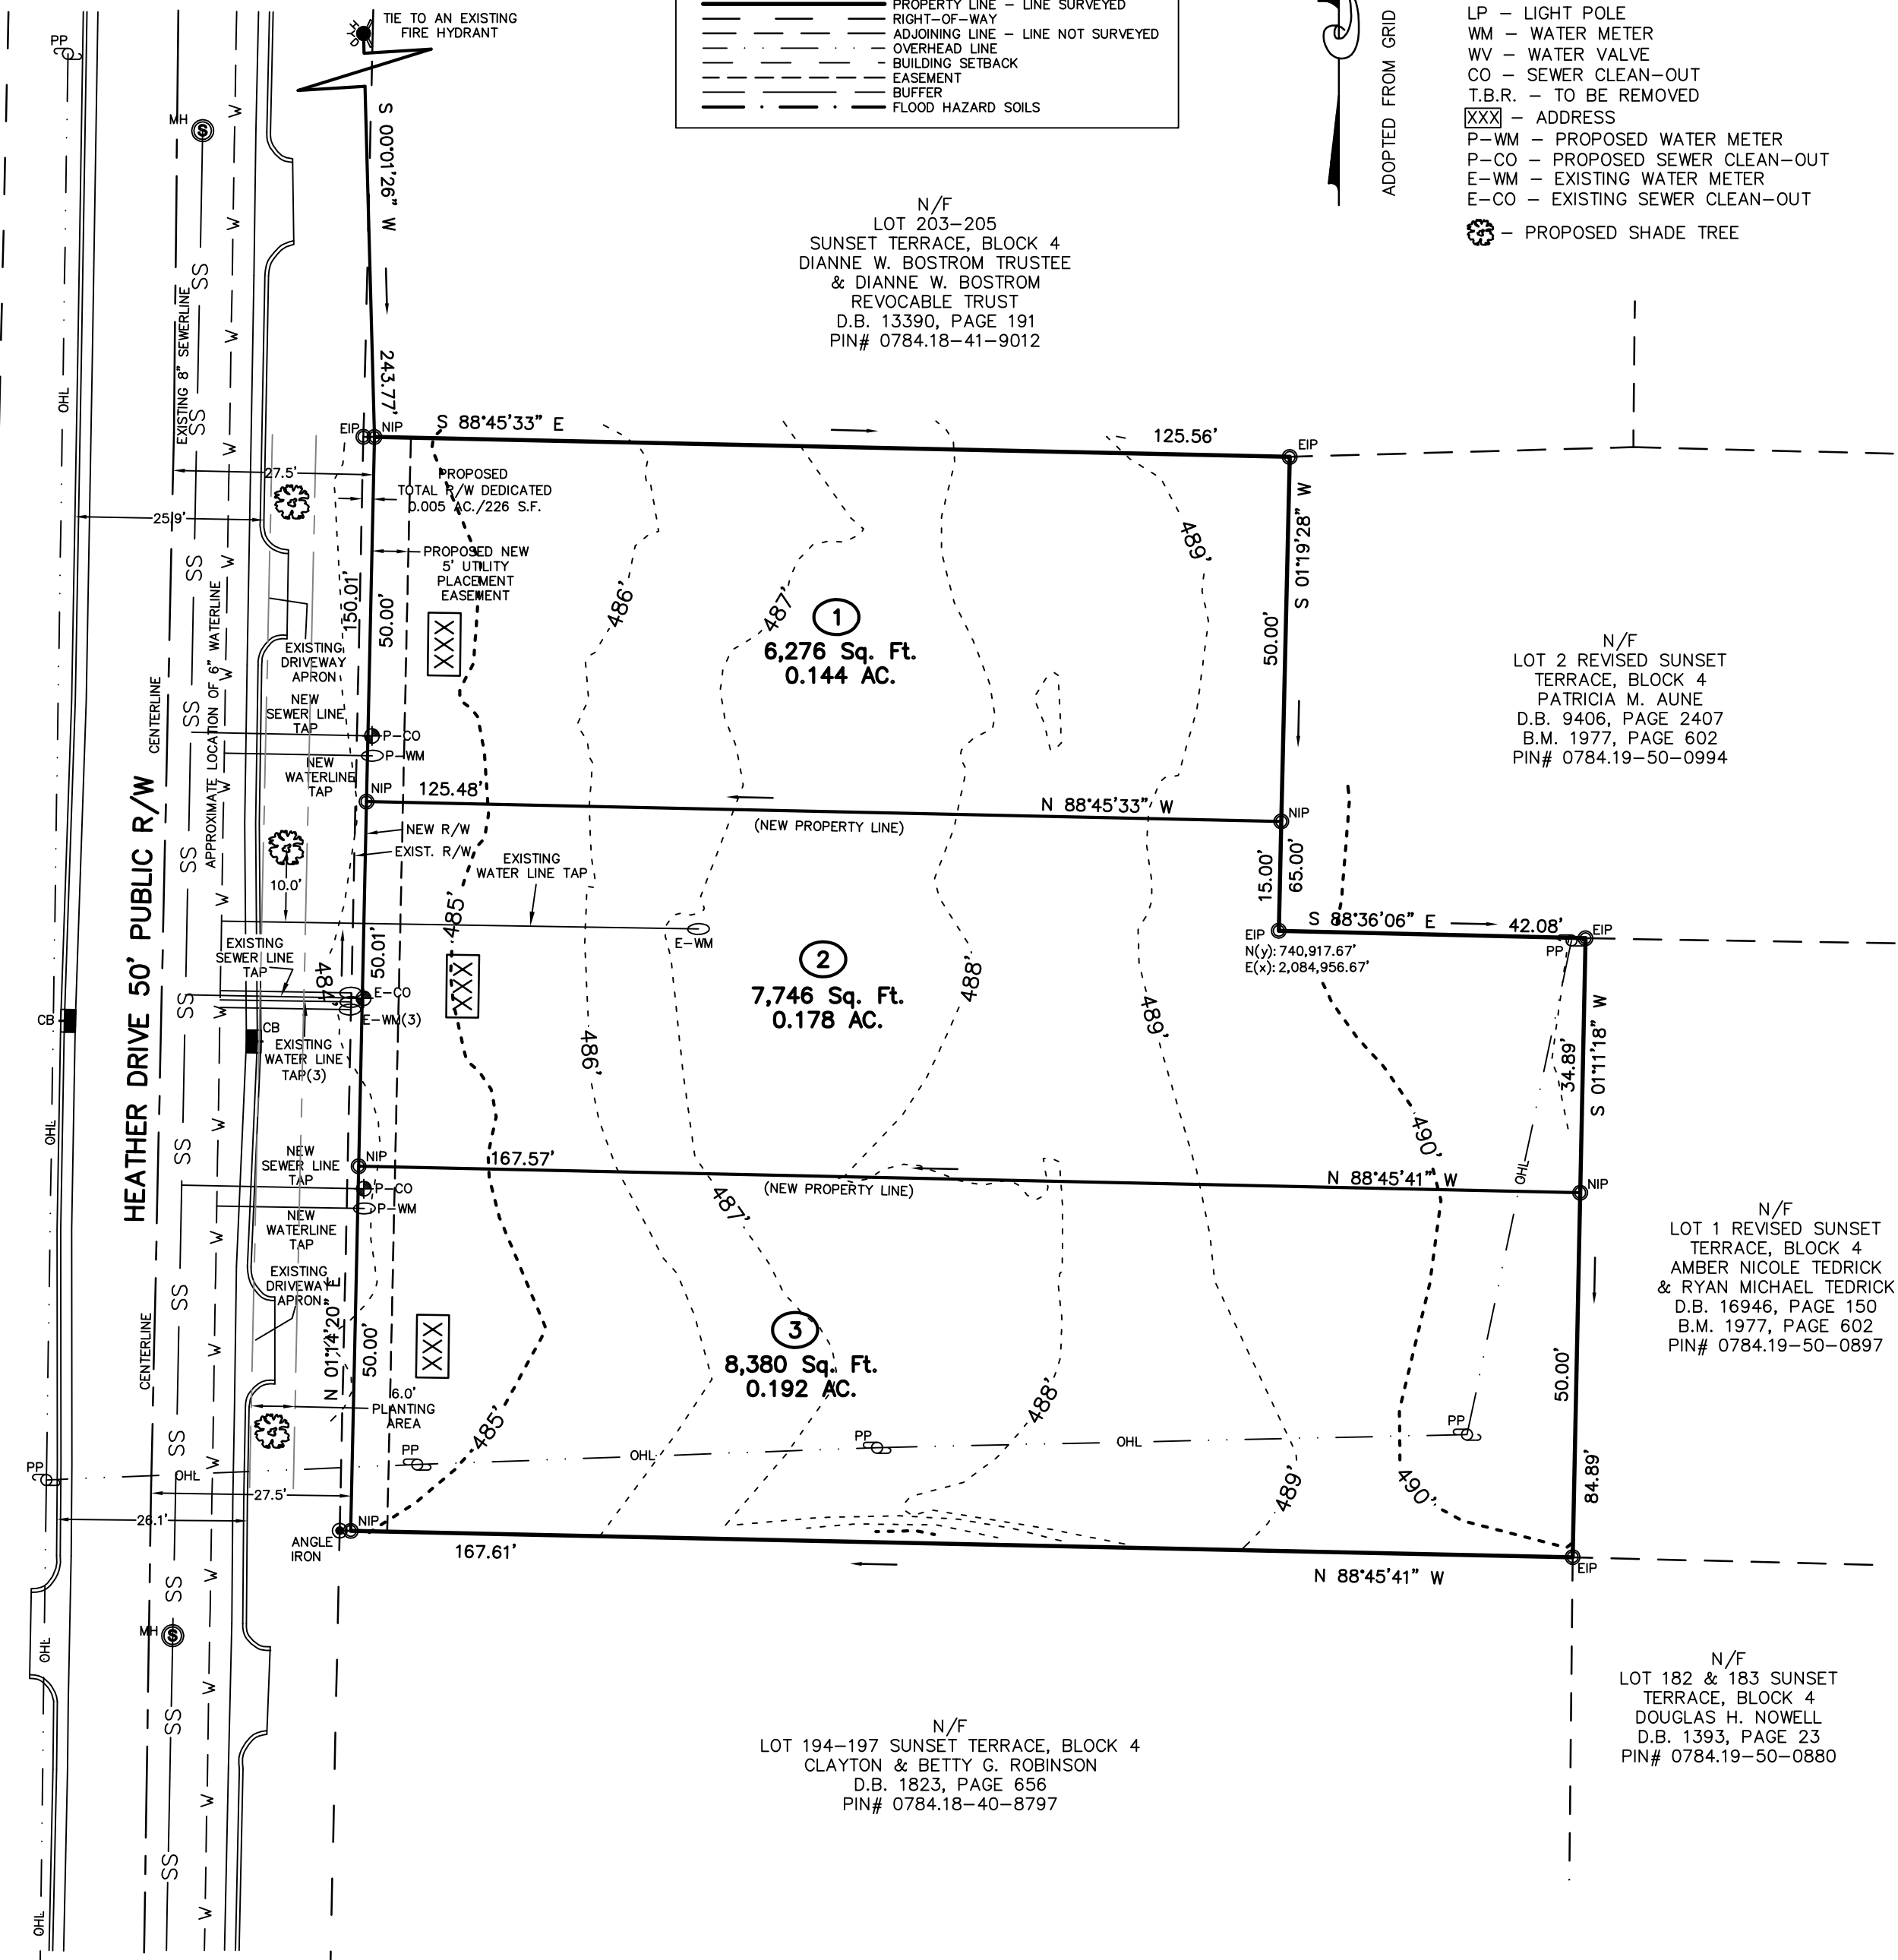 TIE TO AN EXISTING
FIRE HYDRANT
HYD
PP
MH
S
PROPERTY LINE – LINE SURVEYED
RIGHT–OF–WAY
ADJOINING LINE – LINE NOT SURVEYED
OVERHEAD LINE
BUILDING SETBACK
EASEMENT
BUFFER
FLOOD HAZARD SOILS
ADOPTED FROM GRID
LP – LIGHT POLE
WM – WATER METER
WV – WATER VALVE
CO – SEWER CLEAN–OUT
T.B.R. – TO BE REMOVED
XXX – ADDRESS
P–WM – PROPOSED WATER METER
P–CO – PROPOSED SEWER CLEAN–OUT
E–WM – EXISTING WATER METER
E–CO – EXISTING SEWER CLEAN–OUT
– PROPOSED SHADE TREE
S 00°01'26" W
243.77'
N/F
LOT 203–205
SUNSET TERRACE, BLOCK 4
DIANNE W. BOSTROM TRUSTEE
& DIANNE W. BOSTROM
REVOCABLE TRUST
D.B. 13390, PAGE 191
PIN# 0784.18–41–9012
EXISTING 8" SEWERLINE
SS
W
OHL
EIP
NIP
S 88°45'33" E
125.56'
EIP
27.5'
25.9'
PROPOSED
TOTAL R/W DEDICATED
0.005 AC./226 S.F.
PROPOSED NEW
5' UTILITY
PLACEMENT
EASEMENT
150.01'
50.00'
XXX
486'
487'
489'
1
6,276 Sq. Ft.
0.144 AC.
S 01°19'28" W
50.00'
N/F
LOT 2 REVISED SUNSET
TERRACE, BLOCK 4
PATRICIA M. AUNE
D.B. 9406, PAGE 2407
B.M. 1977, PAGE 602
PIN# 0784.19–50–0994
EXISTING
DRIVEWAY
APRON
NEW
SEWER LINE
TAP
P–CO
P–WM
NEW
WATERLINE
TAP
CENTERLINE
APPROXIMATE LOCATION OF 6" WATERLINE
HEATHER DRIVE 50' PUBLIC R/W
NIP
125.48'
N 88°45'33" W
(NEW PROPERTY LINE)
NIP
NEW R/W
EXIST. R/W
EXISTING
WATER LINE TAP
10.0'
15.00'
65.00'
S 88°36'06" E
42.08'
EIP
EIP
PP
N(y): 740,917.67'
E(x): 2,084,956.67'
E–WM
485'
EXISTING
SEWER LINE
TAP
484'
50.01'
E–CO
E–WM(3)
XXX
2
7,746 Sq. Ft.
0.178 AC.
488'
486'
489'
CB
CB
EXISTING
WATER LINE
TAP(3)
34.89'
S 01°11'18" W
490'
OHL
OHL
NEW
SEWER LINE
TAP
NIP
167.57'
(NEW PROPERTY LINE)
N 88°45'41" W
NIP
P–CO
P–WM
NEW
WATERLINE
TAP
487'
N/F
LOT 1 REVISED SUNSET
TERRACE, BLOCK 4
AMBER NICOLE TEDRICK
& RYAN MICHAEL TEDRICK
D.B. 16946, PAGE 150
B.M. 1977, PAGE 602
PIN# 0784.19–50–0897
EXISTING
DRIVEWAY
APRON
N 01°14'20" E
50.00'
XXX
3
8,380 Sq. Ft.
0.192 AC.
CENTERLINE
6.0'
PLANTING
AREA
485'
488'
50.00'
PP
PP
PP
PP
OHL
OHL
OHL
27.5'
26.1'
489'
490'
84.89'
NIP
ANGLE
IRON
167.61'
N 88°45'41" W
EIP
MH
S
OHL
N/F
LOT 194–197 SUNSET TERRACE, BLOCK 4
CLAYTON & BETTY G. ROBINSON
D.B. 1823, PAGE 656
PIN# 0784.18–40–8797
N/F
LOT 182 & 183 SUNSET
TERRACE, BLOCK 4
DOUGLAS H. NOWELL
D.B. 1393, PAGE 23
PIN# 0784.19–50–0880
SS
W
OHL